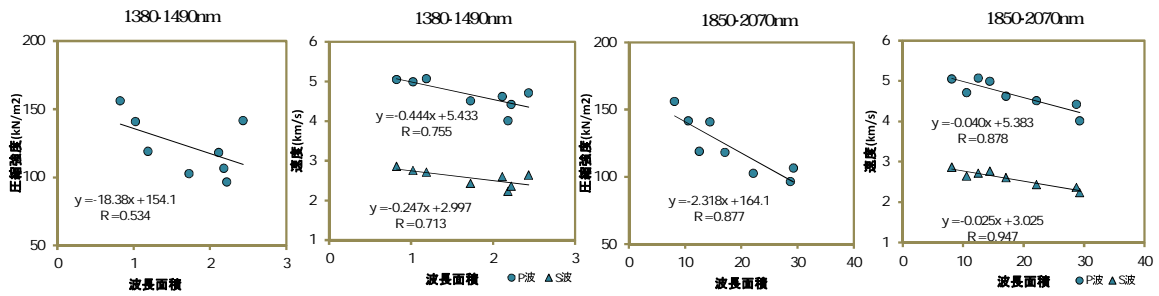 1380-1490nm
圧縮強度(kN/m2)
200
150
100
50
y=-18.38x+154.1
R=0.534
0
1
2
3
波長面積
1380-1490nm
速度(km/s)
6
5
4
3
2
1
y=-0.444x+5.433
R=0.755
y=-0.247x+2.997
R=0.713
0
1
2
3
波長面積
P波 S波
1850-2070nm
圧縮強度(kN/m2)
200
150
100
50
y=-2.318x+164.1
R=0.877
0
10
20
30
40
波長面積
1850-2070nm
速度(km/s)
6
5
4
3
2
1
y=-0.040x+5.383
R=0.878
y=-0.025x+3.025
R=0.947
0
10
20
30
40
波長面積
P波 S波